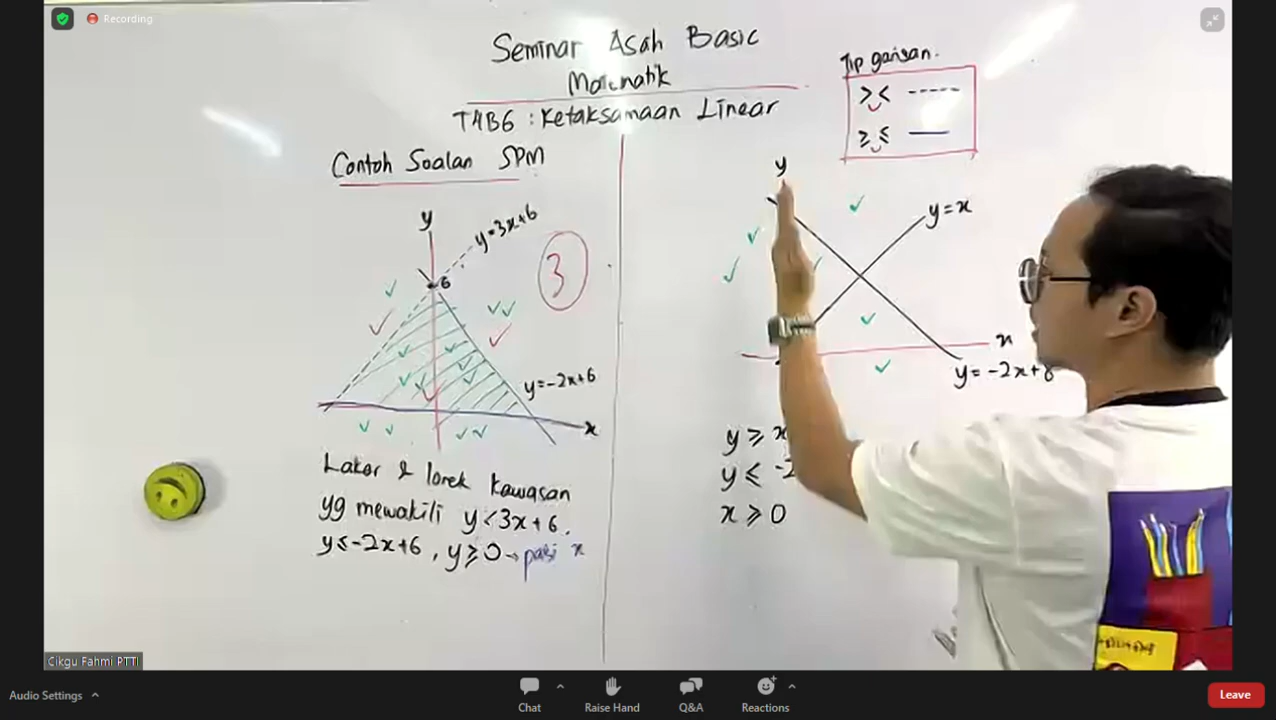 Recording
Seminar Asah Basic
Matematik
T4B6 : Ketaksamaan Linear
Contoh Soalan SPM
y
y=3x+6
6
3
y=-2x+6
x
Lakar & lorek kawasan
yg mewakili y<3x+6,
y≤-2x+6, y≥0→paksi x
Tip garisan.
> < -----
≥ ≤ —
y
y=x
x
y=-2x+8
y ≥ x
y ≤ -2
x ≥ 0
Cikgu Fahmi PTTI
Audio Settings
Chat
Raise Hand
Q&A
Reactions
Leave